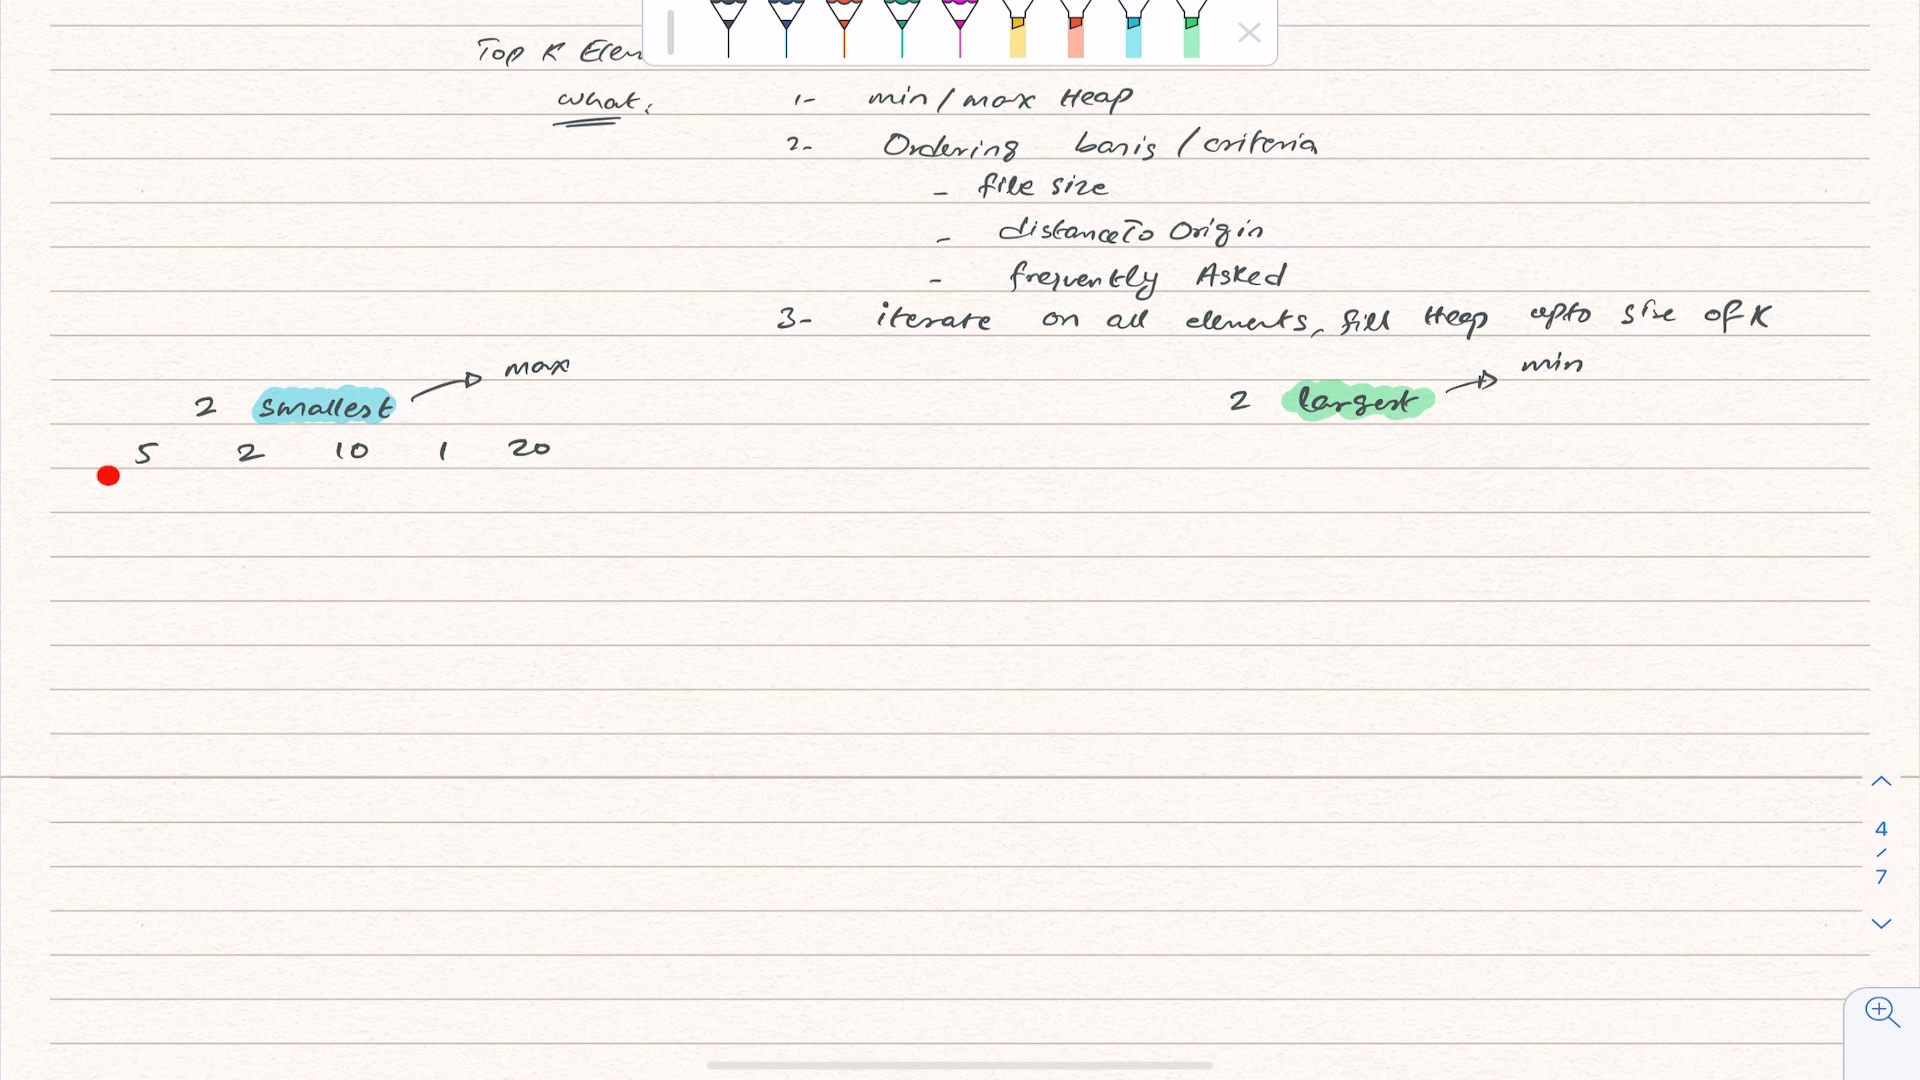 Top K Elem
what:
1- min/max Heap
2- Ordering basis / criteria
- file size
- distanceTo Origin
- frequently Asked
3- iterate on all elements, fill Heap upto size of K
2 smallest → max
5 2 10 1 20
2 largest → min
4
/
7